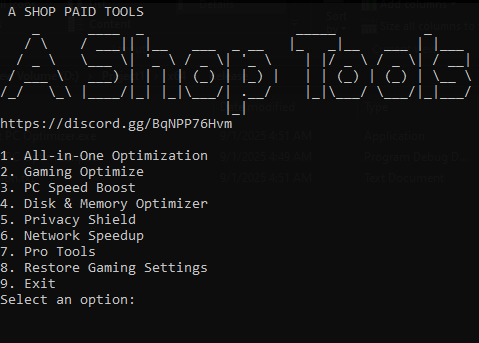 A SHOP PAID TOOLS
A Shop Tools
https://discord.gg/BqNPP76Hvm
1. All-in-One Optimization
2. Gaming Optimize
3. PC Speed Boost
4. Disk & Memory Optimizer
5. Privacy Shield
6. Network Speedup
7. Pro Tools
8. Restore Gaming Settings
9. Exit
Select an option: